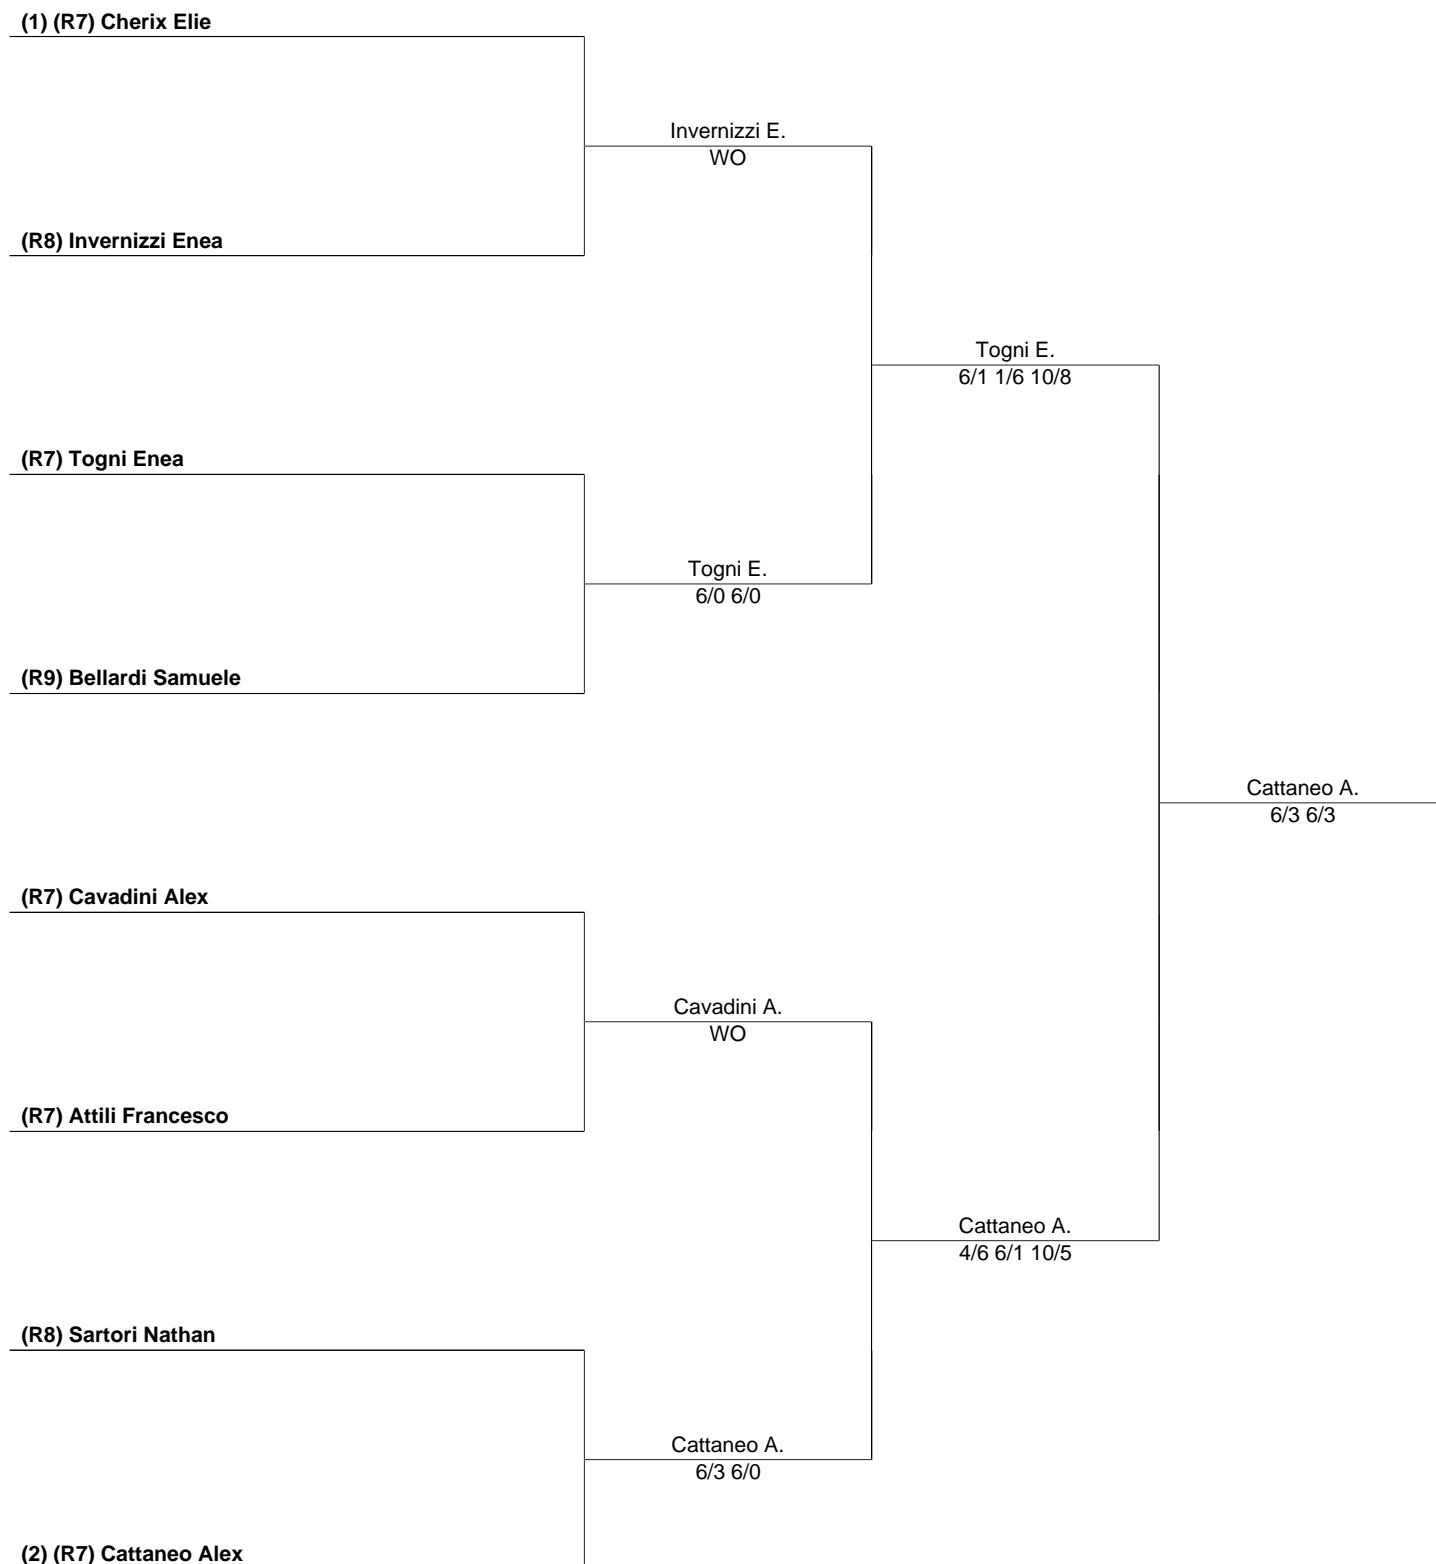 (1) (R7) Cherix Elie
Invernizzi E.
WO
(R8) Invernizzi Enea
Togni E.
6/1 1/6 10/8
(R7) Togni Enea
Togni E.
6/0 6/0
(R9) Bellardi Samuele
Cattaneo A.
6/3 6/3
(R7) Cavadini Alex
Cavadini A.
WO
(R7) Attili Francesco
Cattaneo A.
4/6 6/1 10/5
(R8) Sartori Nathan
Cattaneo A.
6/3 6/0
(2) (R7) Cattaneo Alex